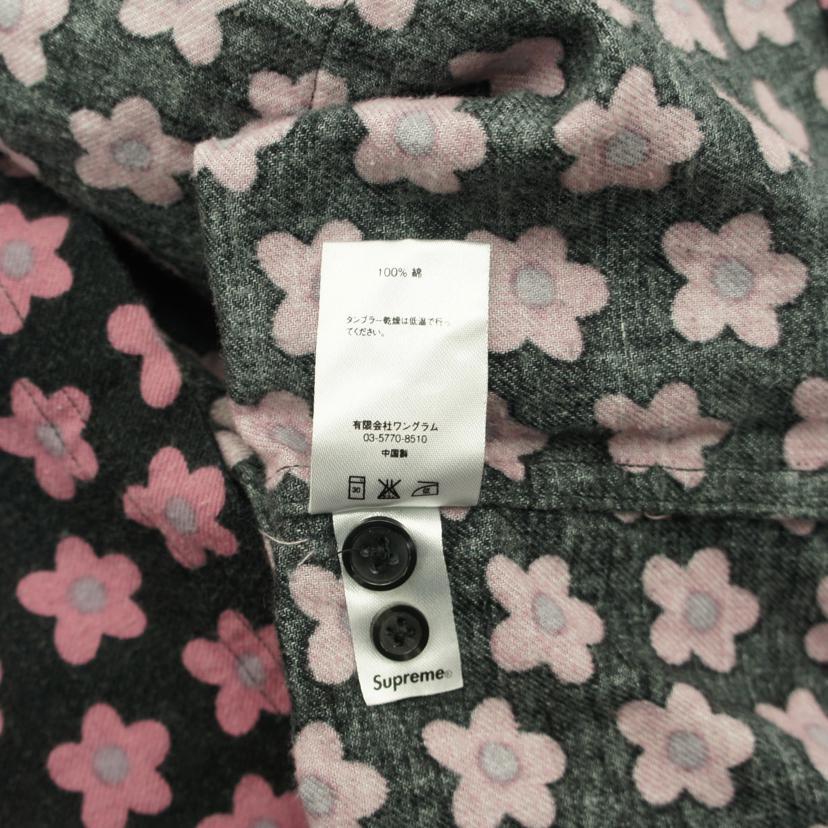 100% 綿
タンブラー乾燥は低温で行っ
てください。
有限会社ワングラム
03-5770-8510
中国製
30
Supreme®